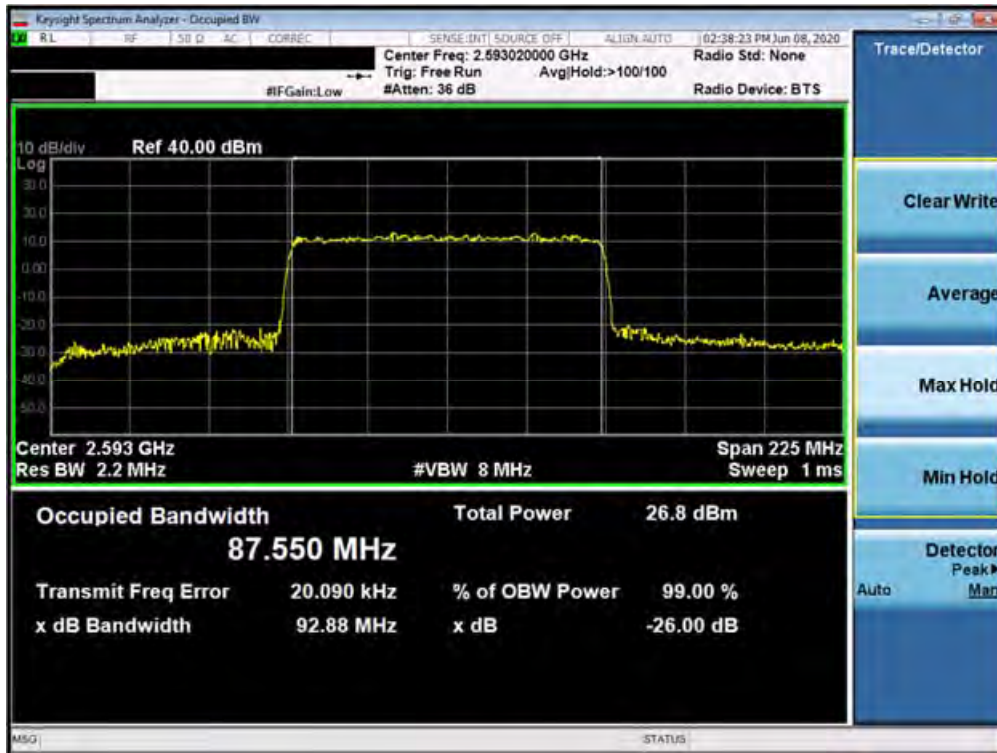 Keysight Spectrum Analyzer - Occupied BW
RL RF 50 Ω AC CORREC SENSE:INT SOURCE OFF ALIGN AUTO 02:38:23 PM Jun 08, 2020
Center Freq: 2.593020000 GHz Radio Std: None
Trig: Free Run Avg|Hold:>100/100
#IFGain:Low #Atten: 36 dB Radio Device: BTS
Trace/Detector
10 dB/div Ref 40.00 dBm
Log
30.0
20.0
10.0
0.00
-10.0
-20.0
-30.0
-40.0
-50.0
Center 2.593 GHz Span 225 MHz
Res BW 2.2 MHz #VBW 8 MHz Sweep 1 ms
Occupied Bandwidth Total Power 26.8 dBm
87.550 MHz
Transmit Freq Error 20.090 kHz % of OBW Power 99.00 %
x dB Bandwidth 92.88 MHz x dB -26.00 dB
Clear Write
Average
Max Hold
Min Hold
Detector
Peak▶
Auto Man
MSG STATUS